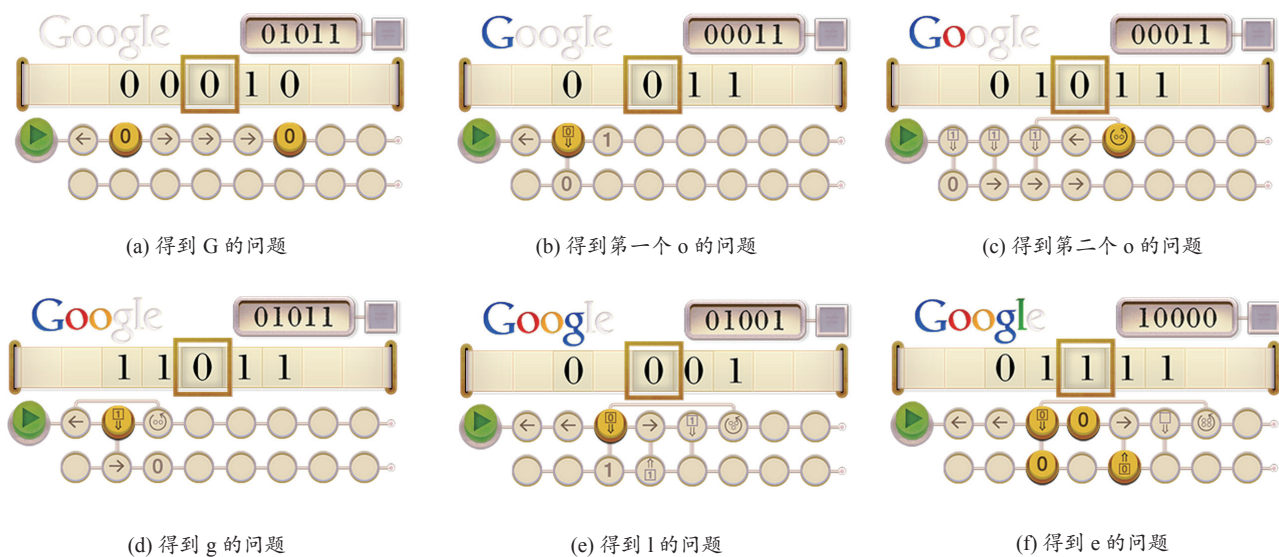 Google 01011
0 0 0 1 0
← 0 → → → 0
(a) 得到 G 的问题
Google 00011
0 0 1 1
← 0 ⇓ 1
0
(b) 得到第一个 o 的问题
Google 00011
0 1 0 1 1
1 ⇓ 1 ⇓ 1 ⇓ ←
0 → → →
(c) 得到第二个 o 的问题
Google 01011
1 1 0 1 1
← 1 ⇓
→ 0
(d) 得到 g 的问题
Google 01001
0 0 0 1
← ← 0 ⇓ → 1 ⇓
1 ⇑ 1
(e) 得到 l 的问题
Google 10000
0 1 1 1 1
← ← 0 ⇓ 0 → ⇓
0 ⇑ 0
(f) 得到 e 的问题